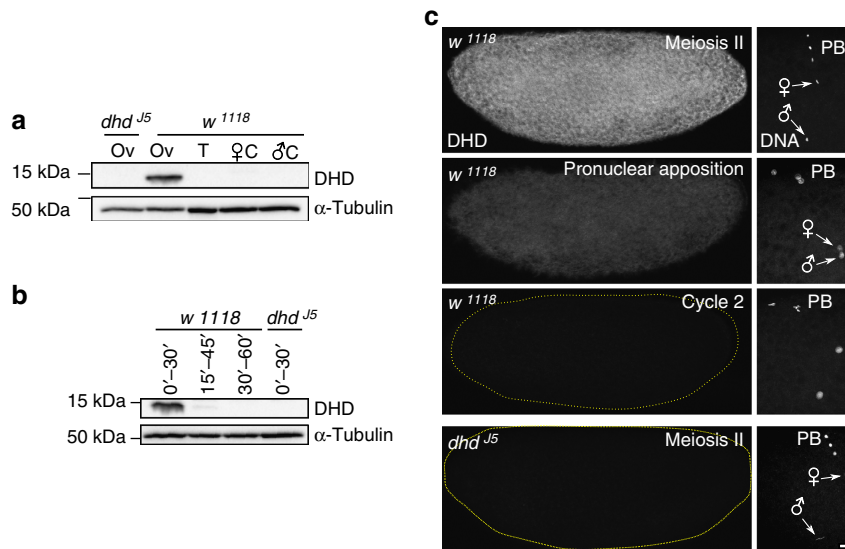 a
dhd J5
w 1118
Ov Ov T ♀C ♂C
15 kDa
DHD
50 kDa
α-Tubulin
b
w 1118
dhd J5
0′–30′
15′–45′
30′–60′
0′–30′
15 kDa
DHD
50 kDa
α-Tubulin
c
w 1118
Meiosis II
DHD
PB
♀
♂
DNA
w 1118
Pronuclear apposition
PB
♀
♂
w 1118
Cycle 2
PB
dhd J5
Meiosis II
PB
♀
♂